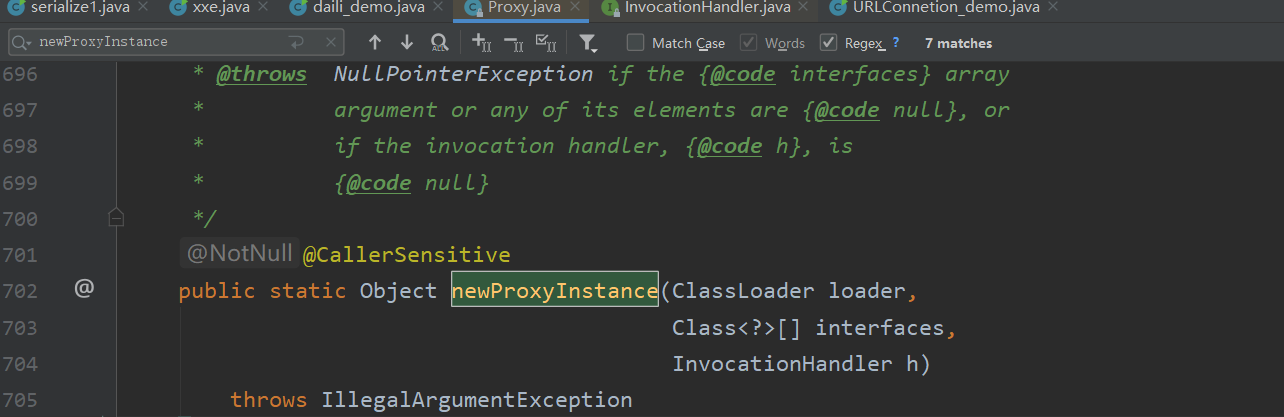 serialize1.java xxe.java daili_demo.java Proxy.java InvocationHandler.java URLConnetion_demo.java
newProxyInstance Match Case Words Regex ? 7 matches
696 * @throws NullPointerException if the {@code interfaces} array
697 * argument or any of its elements are {@code null}, or
698 * if the invocation handler, {@code h}, is
699 * {@code null}
700 */
701 @NotNull @CallerSensitive
702 @ public static Object newProxyInstance(ClassLoader loader,
703 Class<?>[] interfaces,
704 InvocationHandler h)
705 throws IllegalArgumentException